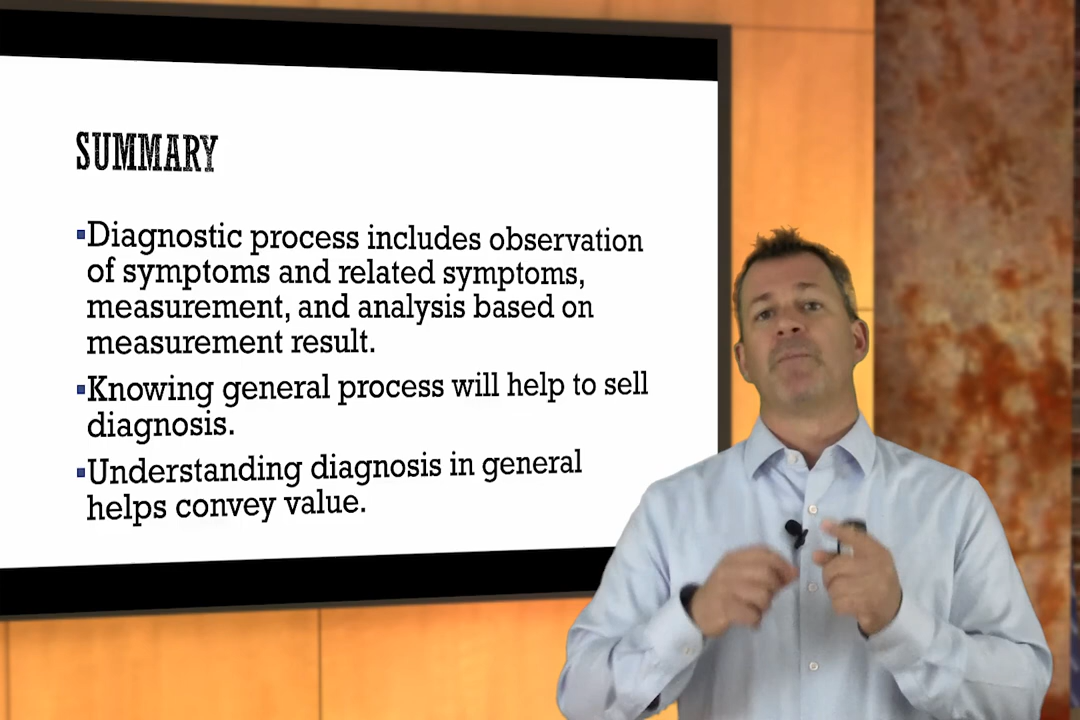 SUMMARY
▪Diagnostic process includes observation
of symptoms and related symptoms,
measurement, and analysis based on
measurement result.
▪Knowing general process will help to sell
diagnosis.
▪Understanding diagnosis in general
helps convey value.